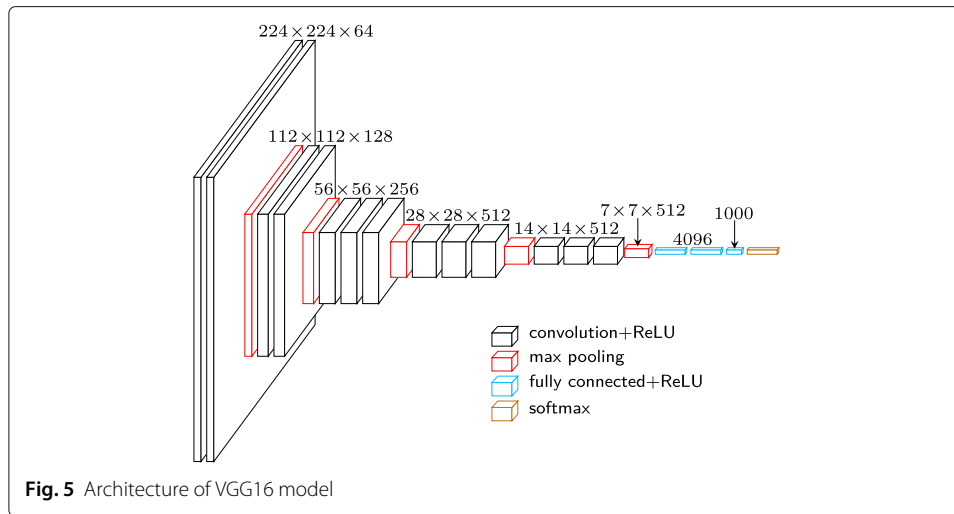 224×224×64
112×112×128
56×56×256
28×28×512
14×14×512
7×7×512
4096
1000
convolution+ReLU
max pooling
fully connected+ReLU
softmax
Fig. 5 Architecture of VGG16 model